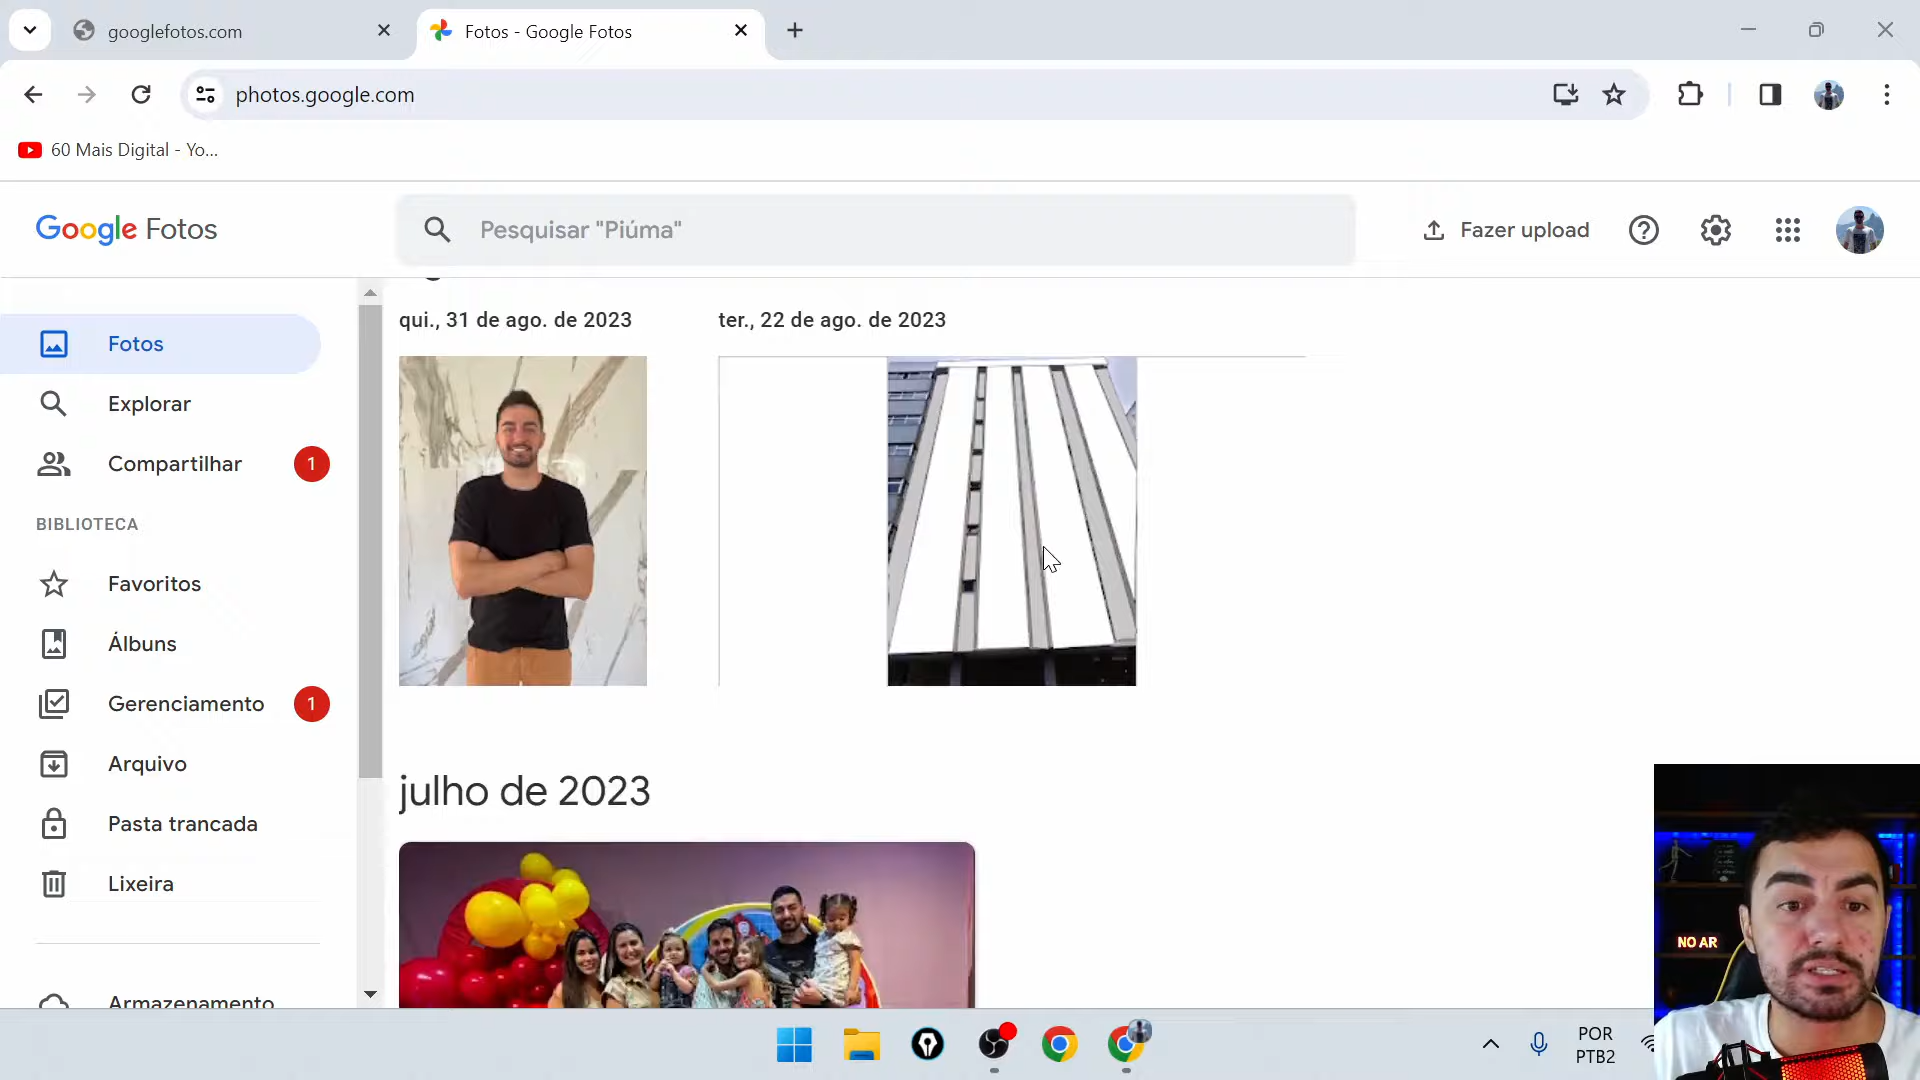 googlefotos.com
Fotos - Google Fotos
photos.google.com
60 Mais Digital - Yo...
Google Fotos
Pesquisar "Piúma"
Fazer upload
qui., 31 de ago. de 2023
ter., 22 de ago. de 2023
Fotos
Explorar
Compartilhar
1
BIBLIOTECA
Favoritos
Álbuns
Gerenciamento
1
Arquivo
Pasta trancada
Lixeira
Armazenamento
julho de 2023
NO AR
POR
PTB2